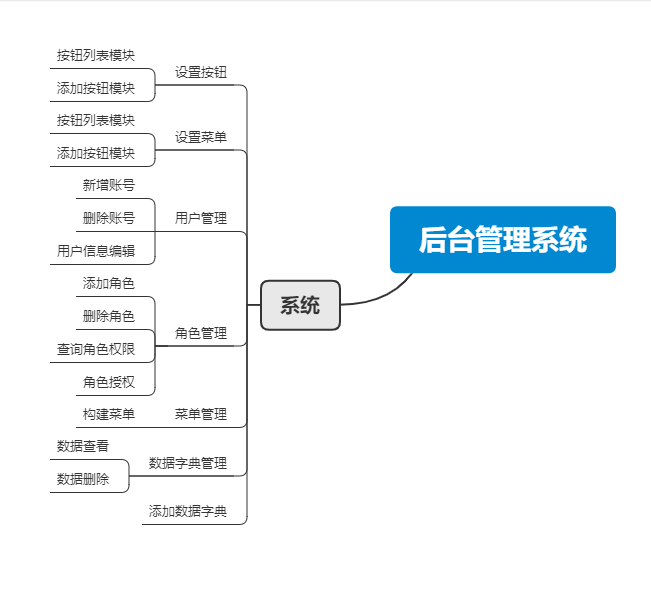 按钮列表模块
设置按钮
添加按钮模块
按钮列表模块
设置菜单
添加按钮模块
新增账号
删除账号
用户管理
用户信息编辑
后台管理系统
添加角色
系统
删除角色
角色管理
查询角色权限
角色授权
构建菜单
菜单管理
数据查看
数据字典管理
数据删除
添加数据字典